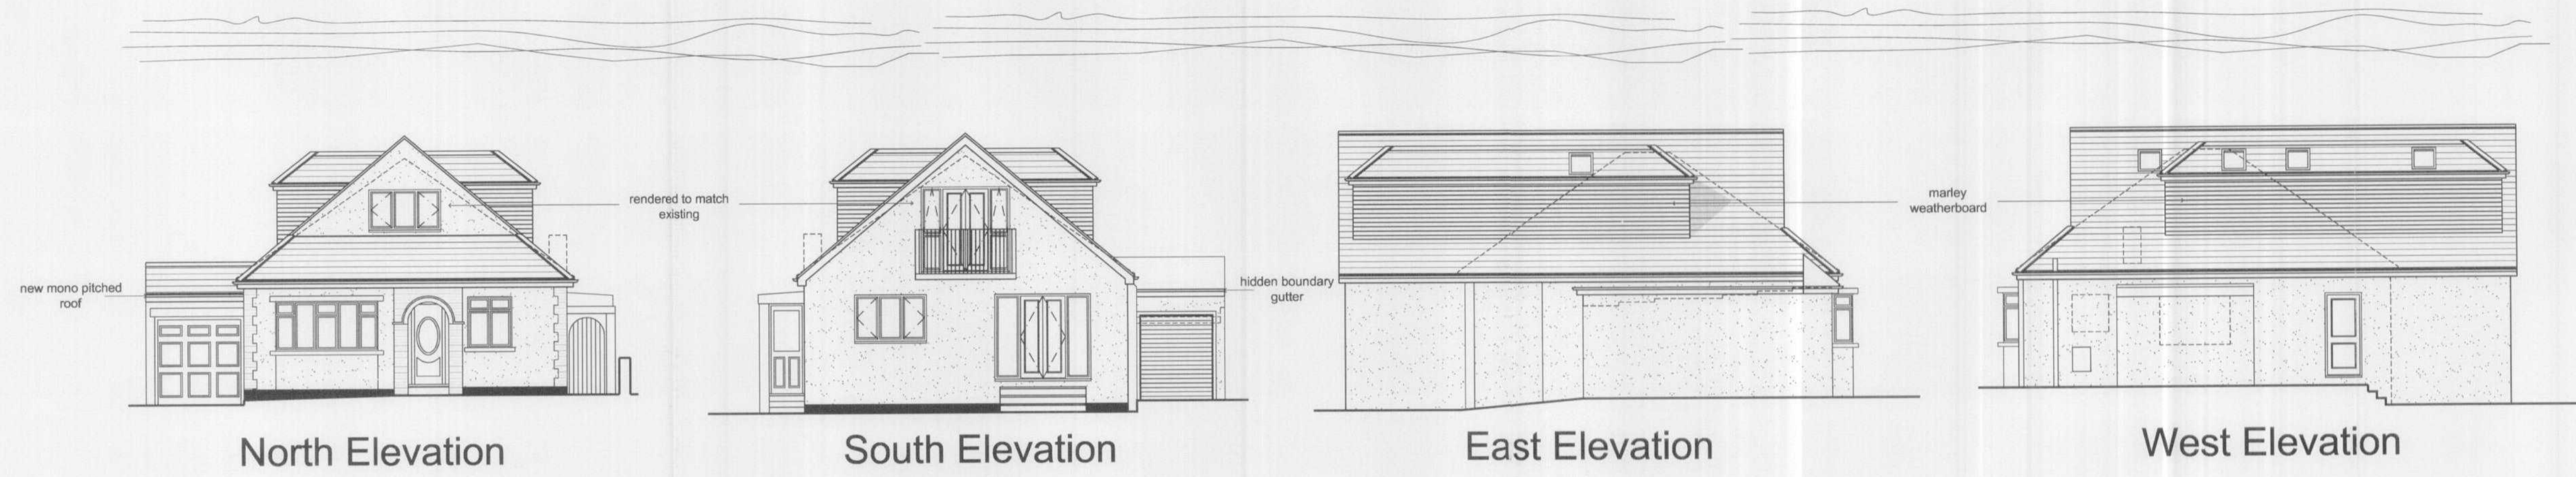 new mono pitched
roof
rendered to match
existing
hidden boundary
gutter
marley
weatherboard
North Elevation
South Elevation
East Elevation
West Elevation